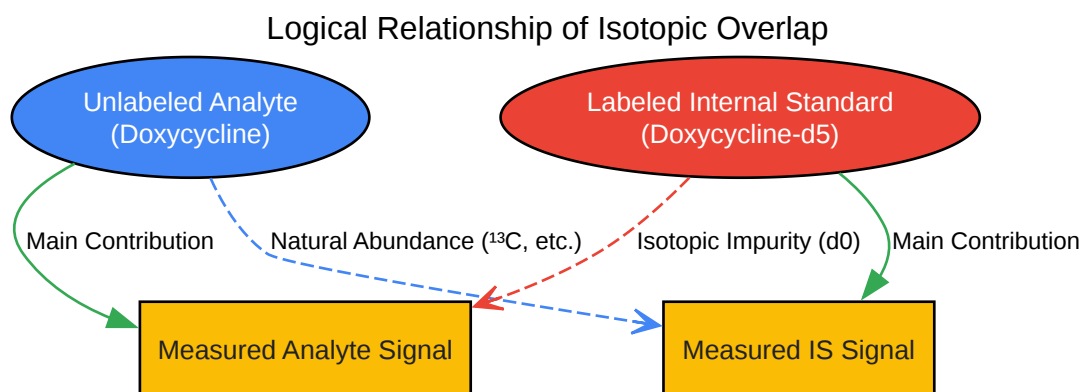 Logical Relationship of Isotopic Overlap
Unlabeled Analyte
(Doxycycline)
Labeled Internal Standard
(Doxycycline-d5)
Main Contribution
Natural Abundance (¹³C, etc.)
Isotopic Impurity (d0)
Main Contribution
Measured Analyte Signal
Measured IS Signal